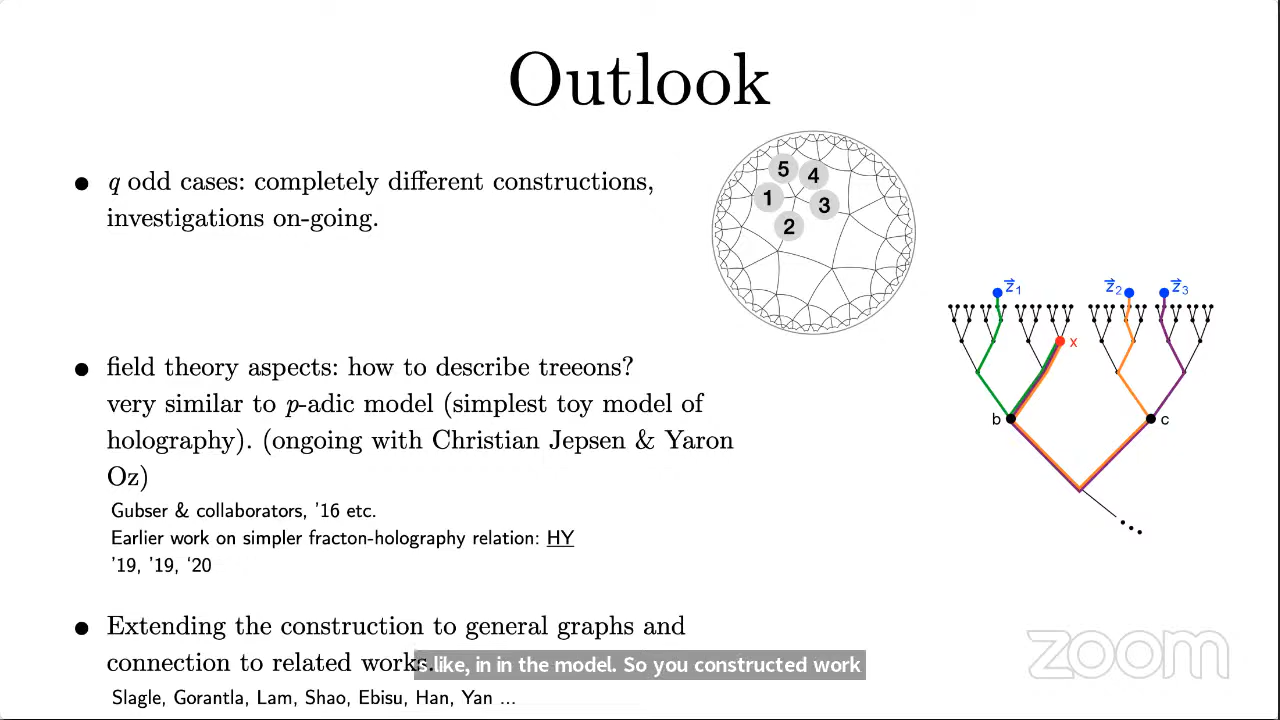 Outlook
• q odd cases: completely different constructions,
investigations on-going.
5
4
1
3
2
z⃗1
z⃗2
z⃗3
x
b
c
• field theory aspects: how to describe treeons?
very similar to p-adic model (simplest toy model of
holography). (ongoing with Christian Jepsen & Yaron
Oz)
Gubser & collaborators, ’16 etc.
Earlier work on simpler fracton-holography relation: HY
’19, ’19, ‘20
• Extending the construction to general graphs and
connection to related works.
like, in in the model. So you constructed work
Slagle, Gorantla, Lam, Shao, Ebisu, Han, Yan ...
zoom